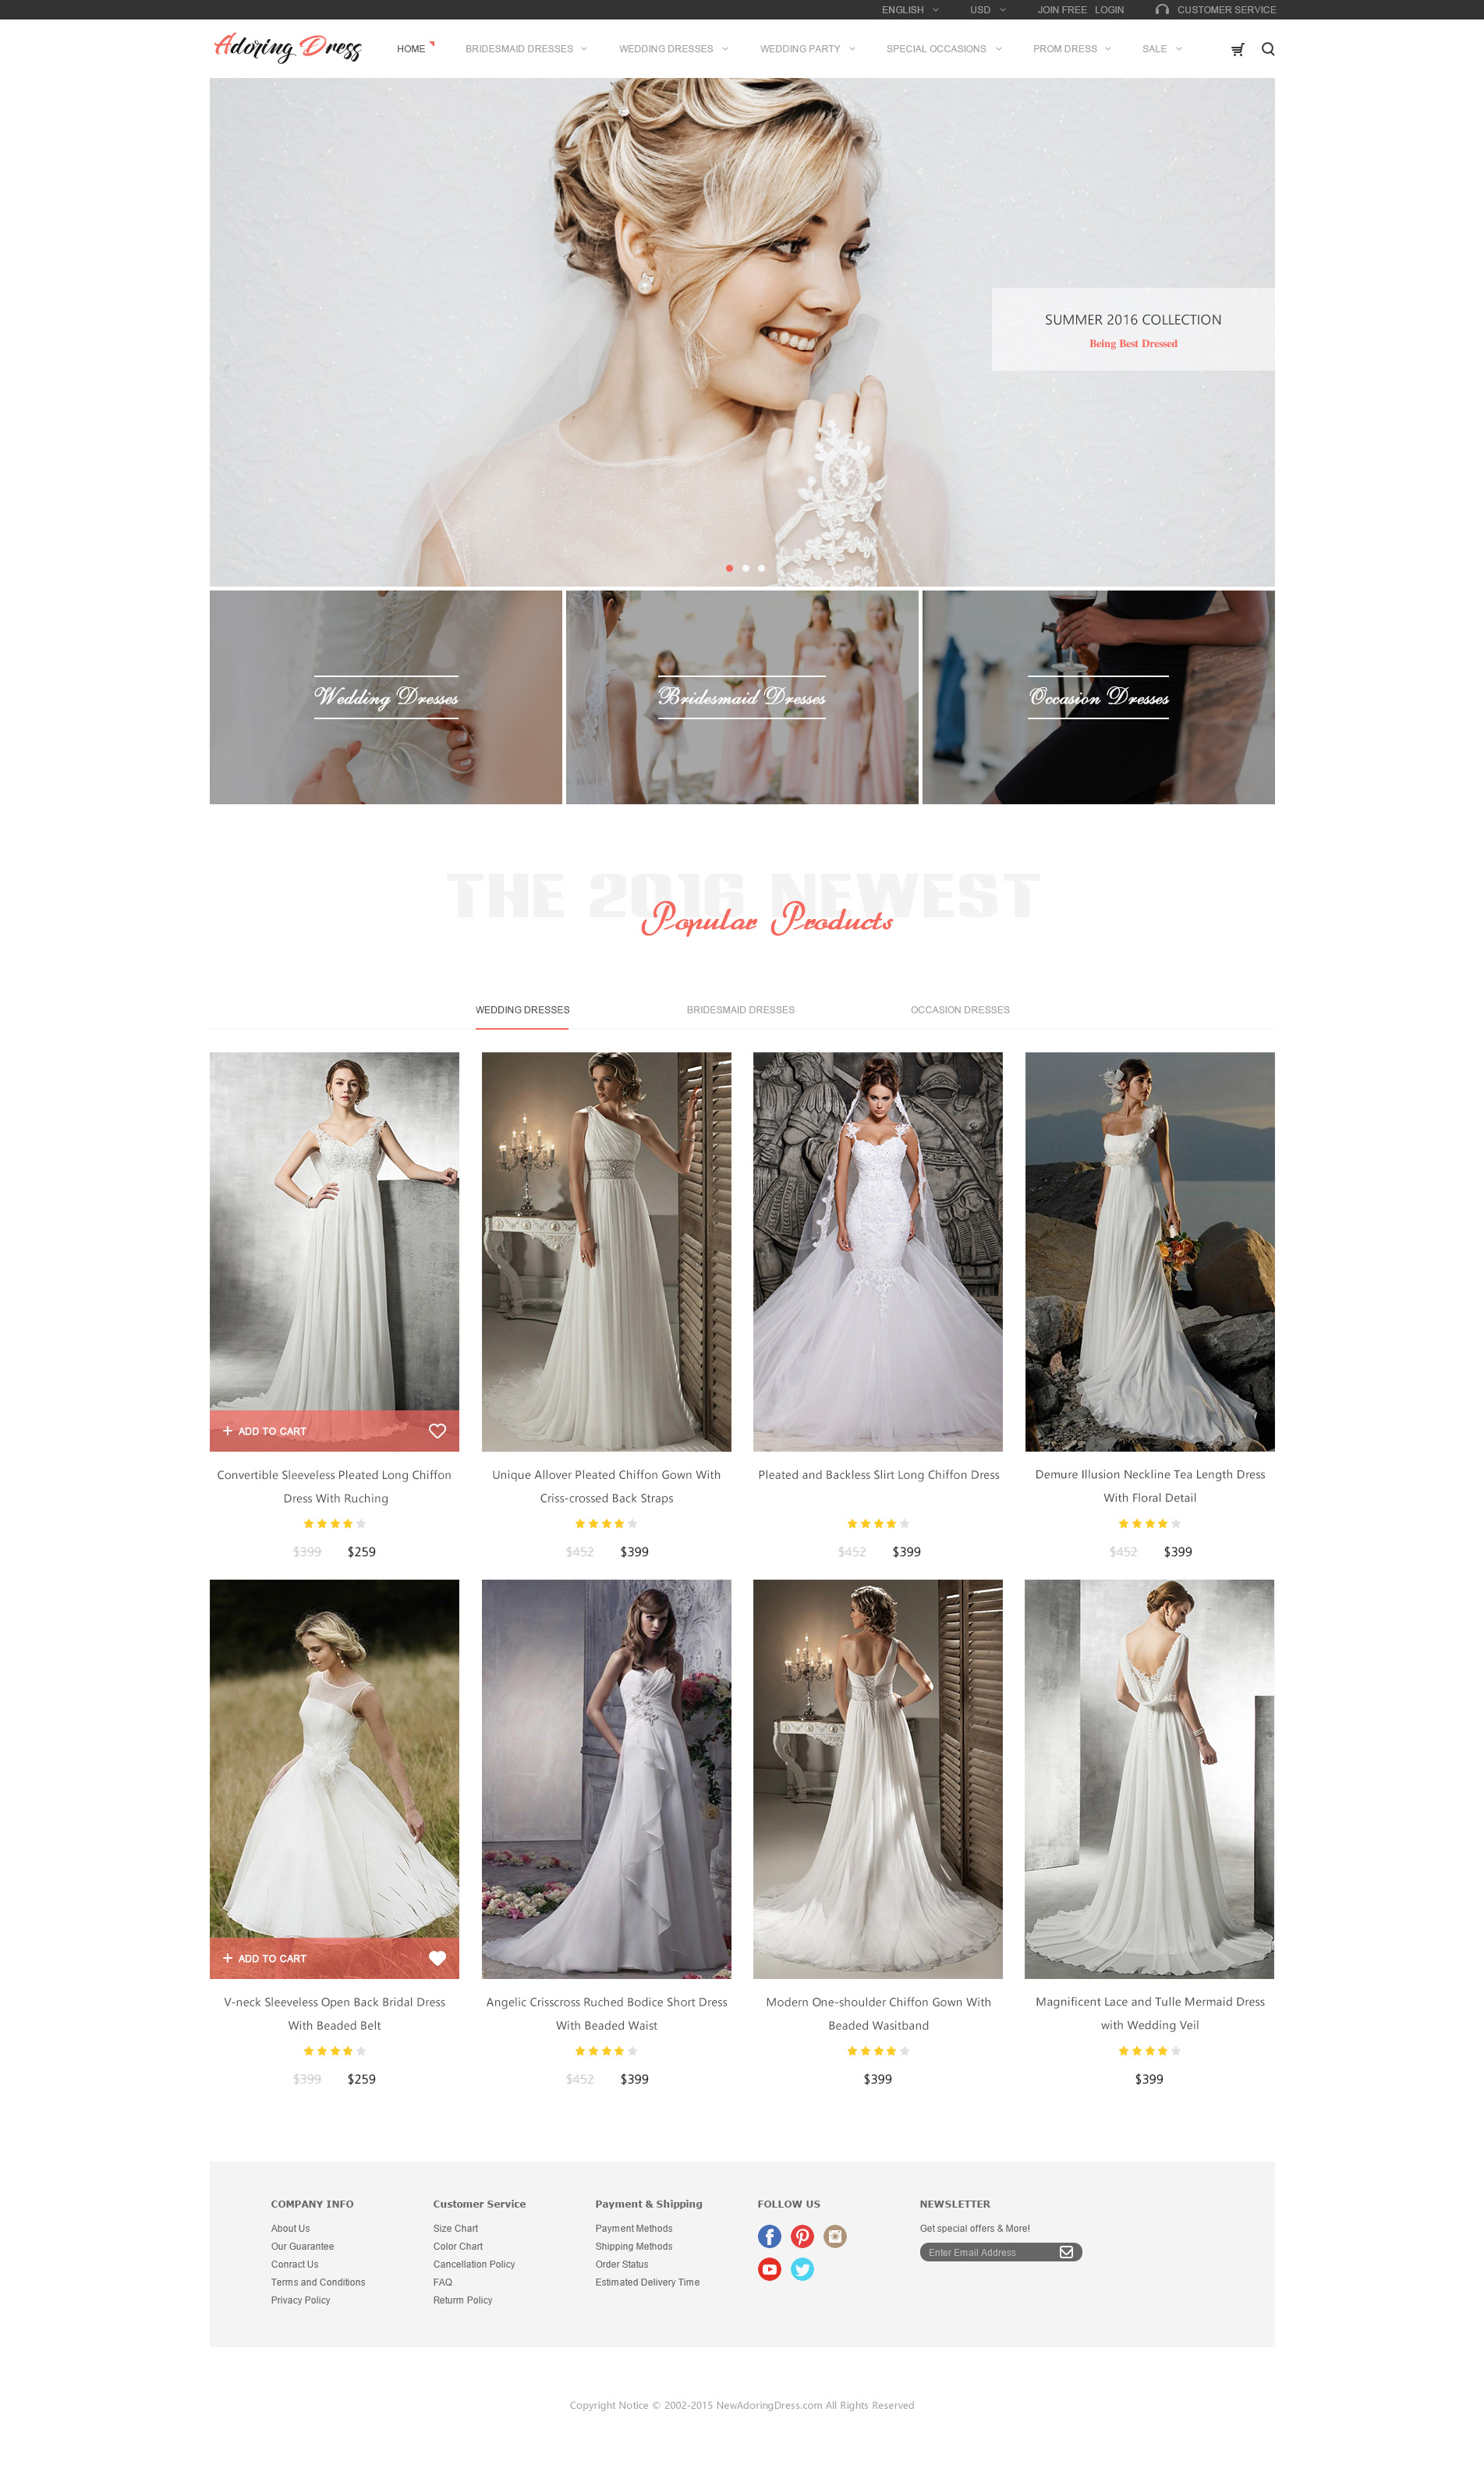 ENGLISH USD JOIN FREE LOGIN CUSTOMER SERVICE
Adoring Dress HOME BRIDESMAID DRESSES WEDDING DRESSES WEDDING PARTY SPECIAL OCCASIONS PROM DRESS SALE
SUMMER 2016 COLLECTION
Being Best Dressed
Wedding Dresses
Bridesmaid Dresses
Occasion Dresses
THE 2016 NEWEST
Popular Products
WEDDING DRESSES BRIDESMAID DRESSES OCCASION DRESSES
+ ADD TO CART
Convertible Sleeveless Pleated Long Chiffon
Dress With Ruching
$399 $259
Unique Allover Pleated Chiffon Gown With
Criss-crossed Back Straps
$452 $399
Pleated and Backless Slirt Long Chiffon Dress
$452 $399
Demure Illusion Neckline Tea Length Dress
With Floral Detail
$452 $399
+ ADD TO CART
V-neck Sleeveless Open Back Bridal Dress
With Beaded Belt
$399 $259
Angelic Crisscross Ruched Bodice Short Dress
With Beaded Waist
$452 $399
Modern One-shoulder Chiffon Gown With
Beaded Wasitband
$399
Magnificent Lace and Tulle Mermaid Dress
with Wedding Veil
$399
COMPANY INFO
About Us
Our Guarantee
Conract Us
Terms and Conditions
Privacy Policy
Customer Service
Size Chart
Color Chart
Cancellation Policy
FAQ
Returm Policy
Payment & Shipping
Payment Methods
Shipping Methods
Order Status
Estimated Delivery Time
FOLLOW US
NEWSLETTER
Get special offers & More!
Enter Email Address
Copyright Notice © 2002-2015 NewAdoringDress.com All Rights Reserved